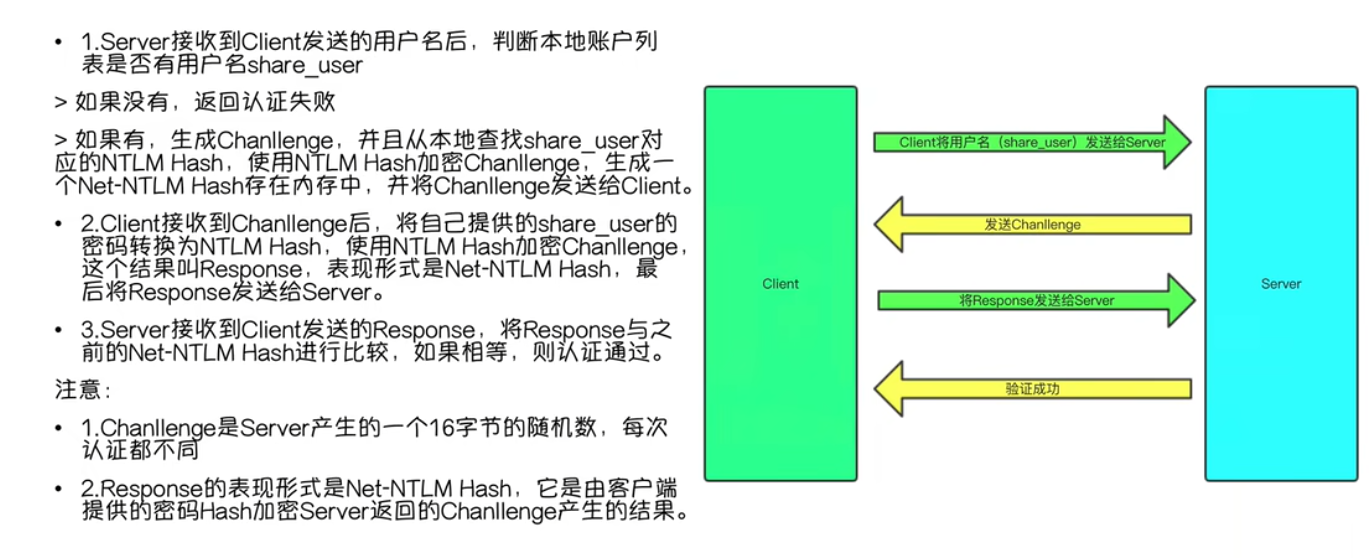 • 1.Server接收到Client发送的用户名后，判断本地账户列
表是否有用户名share_user
> 如果没有，返回认证失败
> 如果有，生成Chanllenge，并且从本地查找share_user对
应的NTLM Hash，使用NTLM Hash加密Chanllenge，生成一
个Net-NTLM Hash存在内存中，并将Chanllenge发送给Client。
• 2.Client接收到Chanllenge后，将自己提供的share_user的
密码转换为NTLM Hash，使用NTLM Hash加密Chanllenge，
这个结果叫Response，表现形式是Net-NTLM Hash，最
后将Response发送给Server。
• 3.Server接收到Client发送的Response，将Response与之
前的Net-NTLM Hash进行比较，如果相等，则认证通过。
注意：
• 1.Chanllenge是Server产生的一个16字节的随机数，每次
认证都不同
• 2.Response的表现形式是Net-NTLM Hash，它是由客户端
提供的密码Hash加密Server返回的Chanllenge产生的结果。
Client将用户名（share_user）发送给Server
发送Chanllenge
Client
将Response发送给Server
Server
验证成功